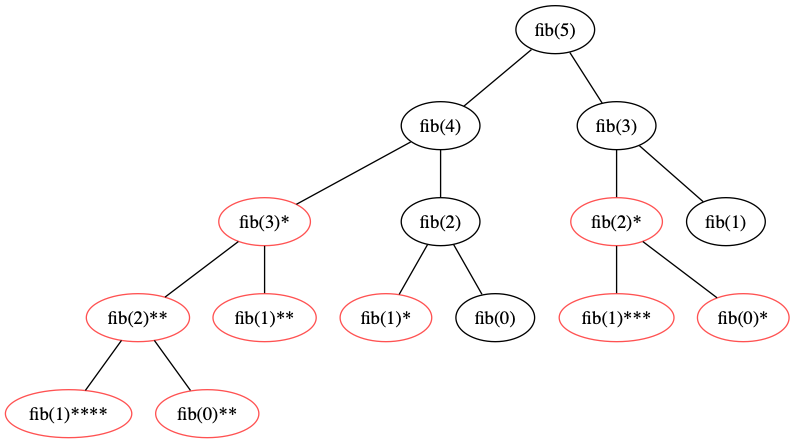 fib(5)
fib(4)
fib(3)
fib(3)*
fib(2)
fib(2)*
fib(1)
fib(2)**
fib(1)**
fib(1)*
fib(0)
fib(1)***
fib(0)*
fib(1)****
fib(0)**